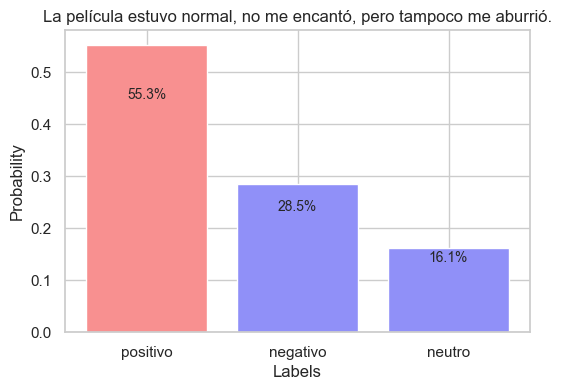 La película estuvo normal, no me encantó, pero tampoco me aburrió.
Probability
0.5
0.4
0.3
0.2
0.1
0.0
55.3%
28.5%
16.1%
positivo
negativo
neutro
Labels